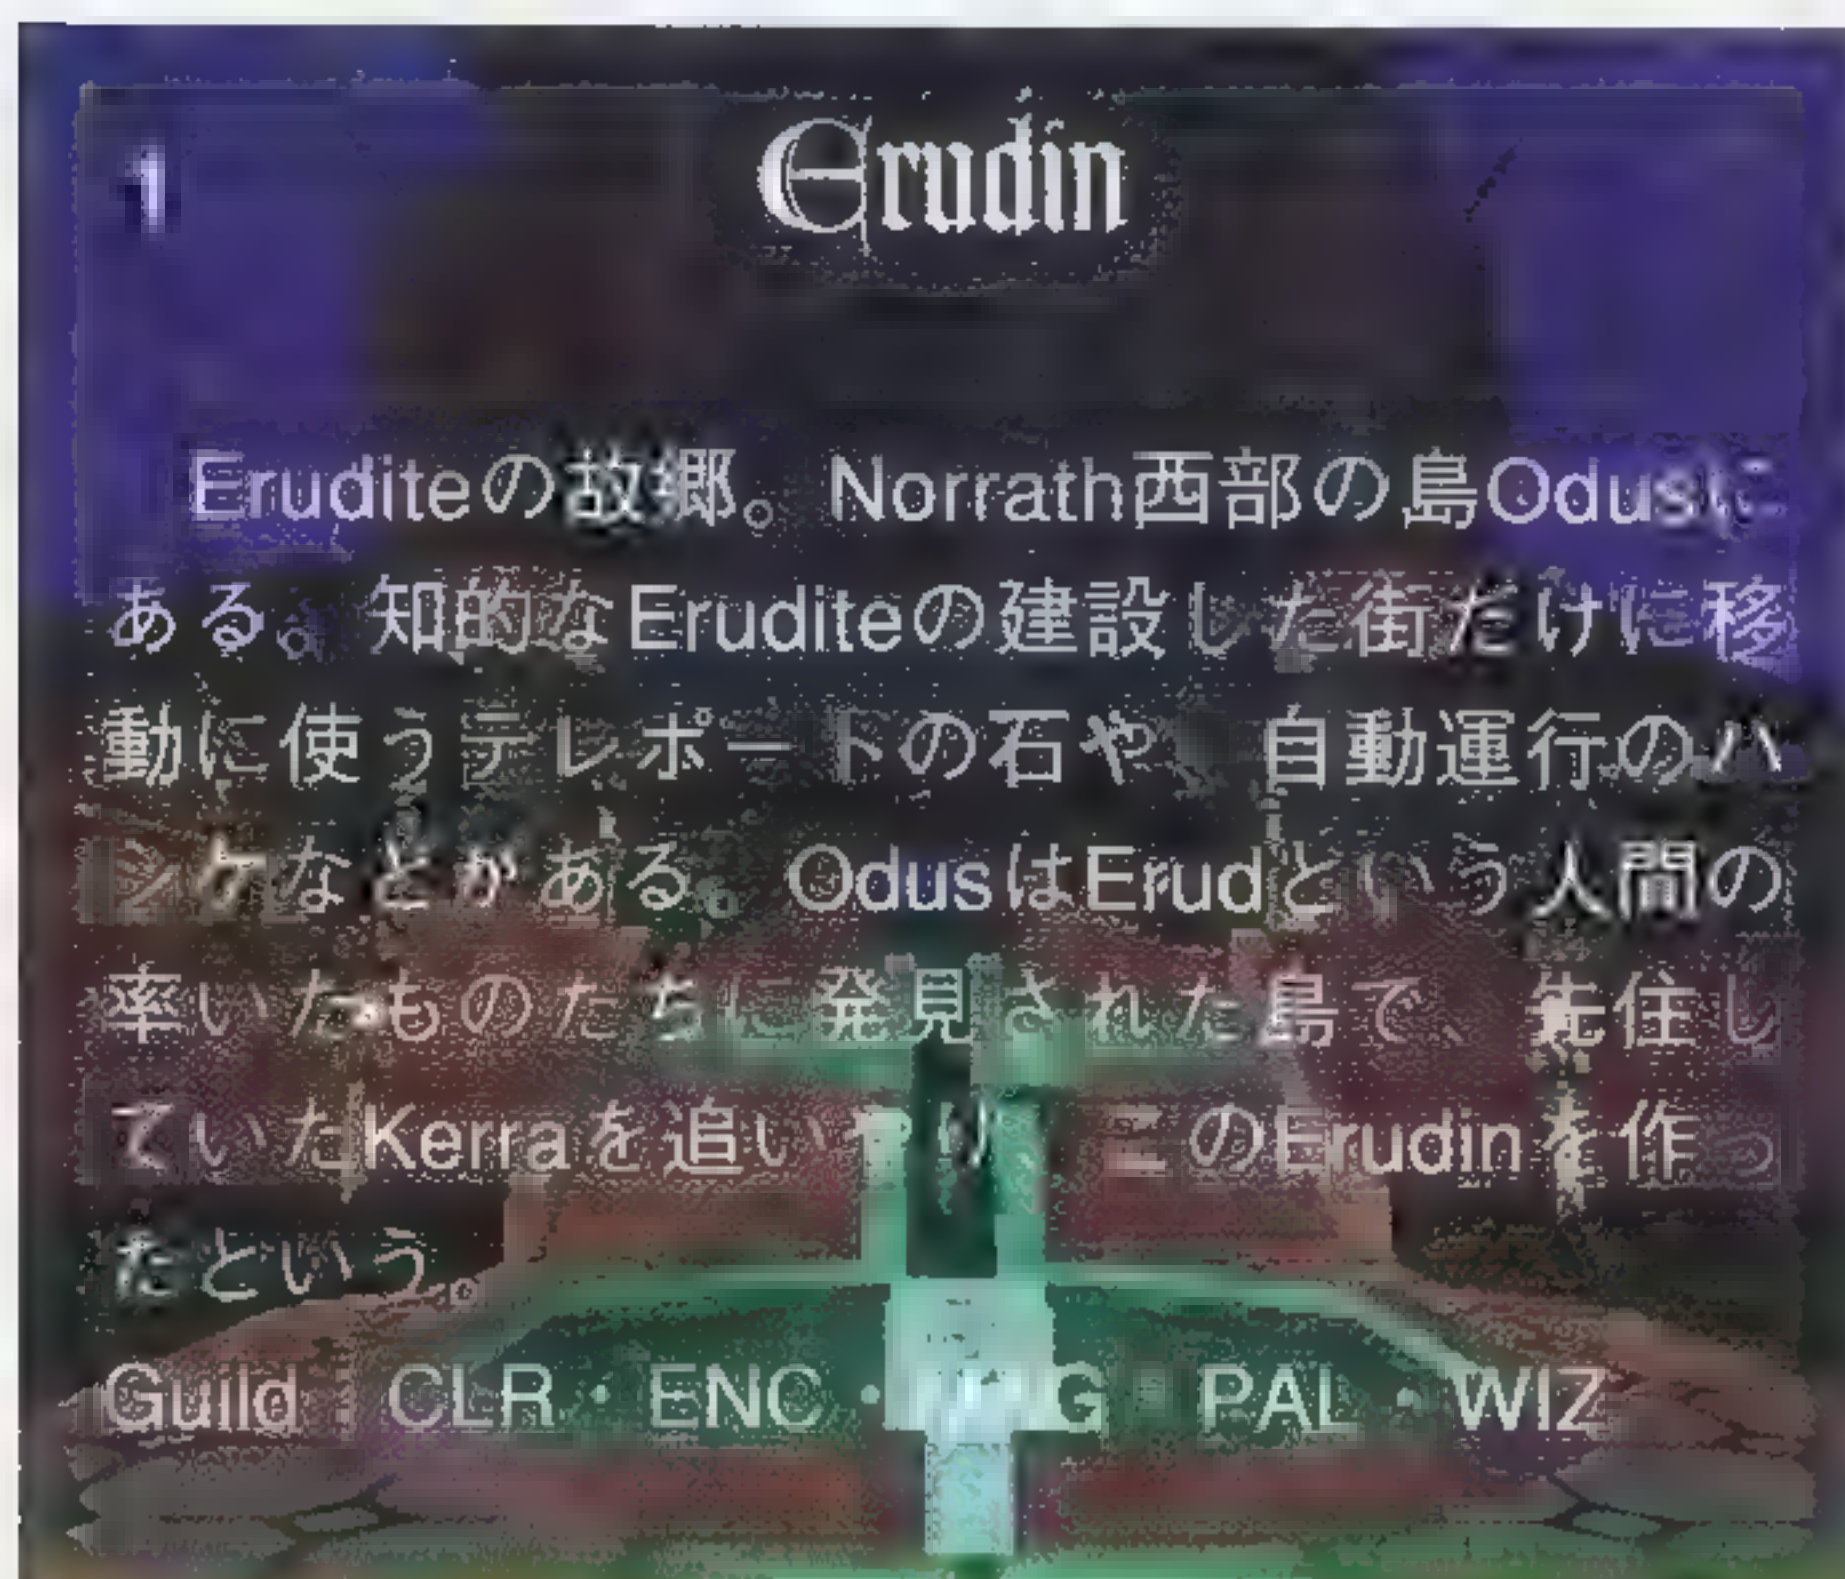 1
Erudin
Eruditeの故郷。Norrath西部の島Odusに
ある。知的なEruditeの建設した街だけに移
動に使うテレポートの石や、自動運行のハ
シケなどがある。OdusはErudという人間の
率いたものたちに発見された島で、先住し
ていたKerraを追いやり、このErudinを作っ
たという。
Guild：CLR・ENC・ PAL・WIZ